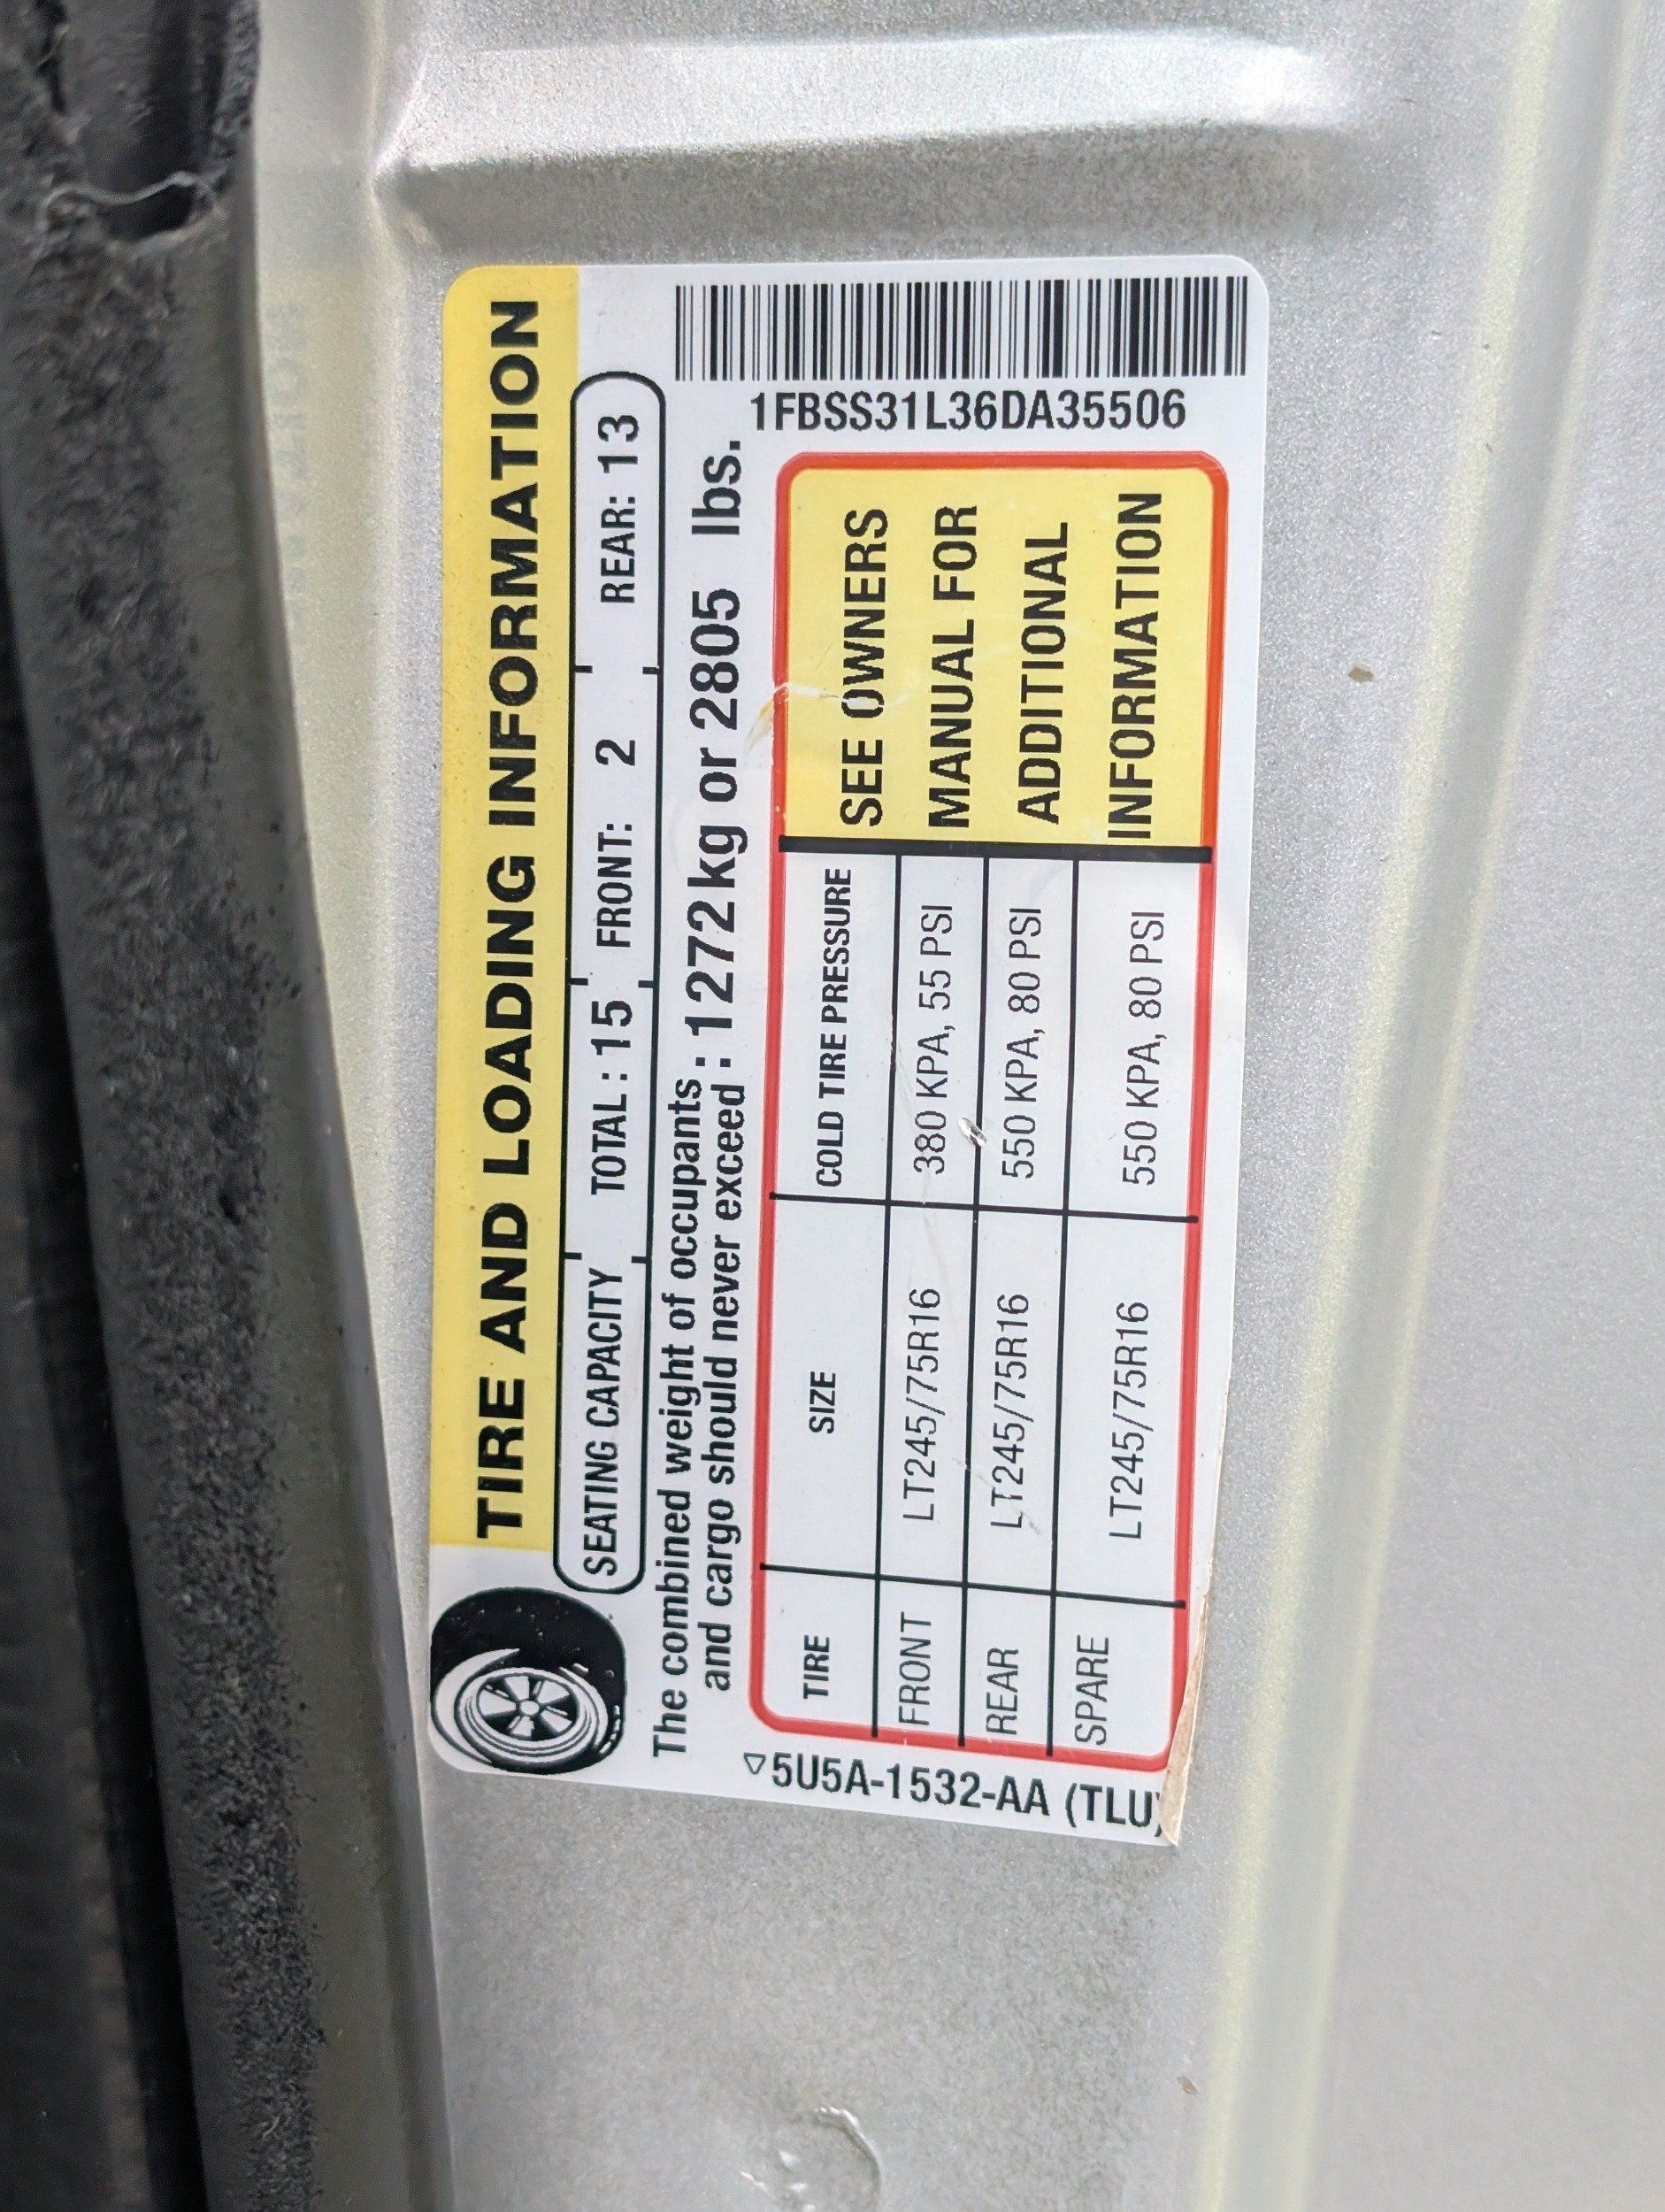 TIRE AND LOADING INFORMATION
SEATING CAPACITY TOTAL : 15 FRONT: 2 REAR: 13
The combined weight of occupants
and cargo should never exceed : 1272 kg or 2805 lbs.
TIRE SIZE COLD TIRE PRESSURE
FRONT LT245/75R16 380 KPA, 55 PSI
REAR LT245/75R16 550 KPA, 80 PSI
SPARE LT245/75R16 550 KPA, 80 PSI
SEE OWNERS
MANUAL FOR
ADDITIONAL
INFORMATION
1FBSS31L36DA35506
5U5A-1532-AA (TLU)